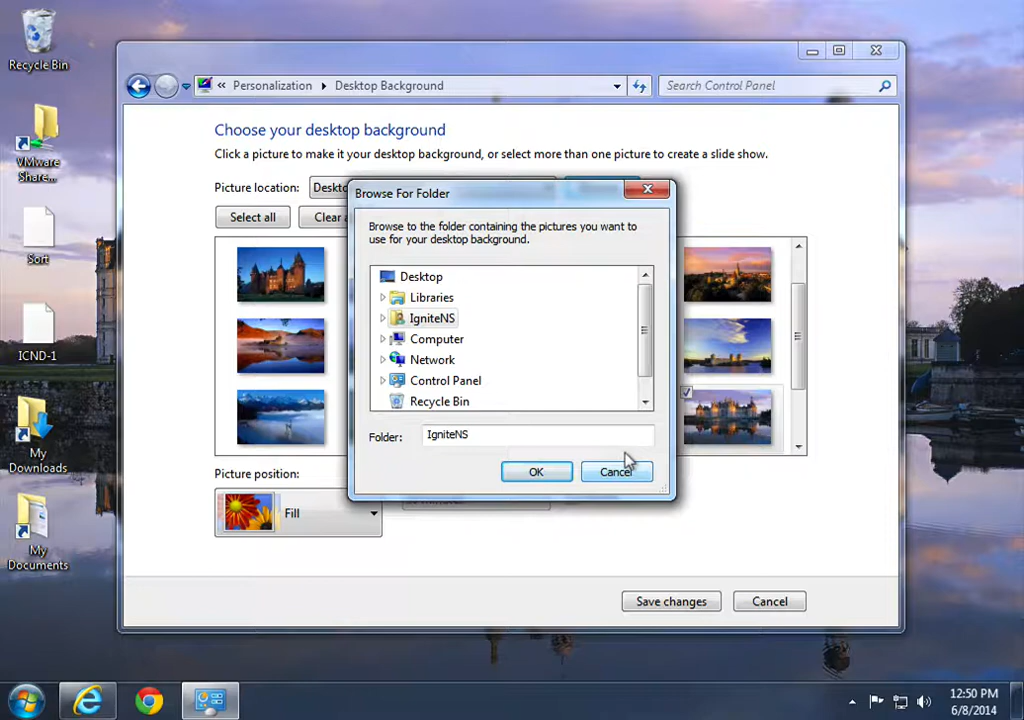 Recycle Bin
VMware
Share...
Soft
ICND-1
My
Downloads
My
Documents
« Personalization Desktop Background
Search Control Panel
Choose your desktop background
Click a picture to make it your desktop background, or select more than one picture to create a slide show.
Picture location:
Select all
Browse For Folder
Browse to the folder containing the pictures you want to
use for your desktop background.
Desktop
Libraries
IgniteNS
Computer
Network
Control Panel
Recycle Bin
Folder: IgniteNS
OK Cancel
Picture position:
Fill
Save changes Cancel
12:50 PM
6/8/2014